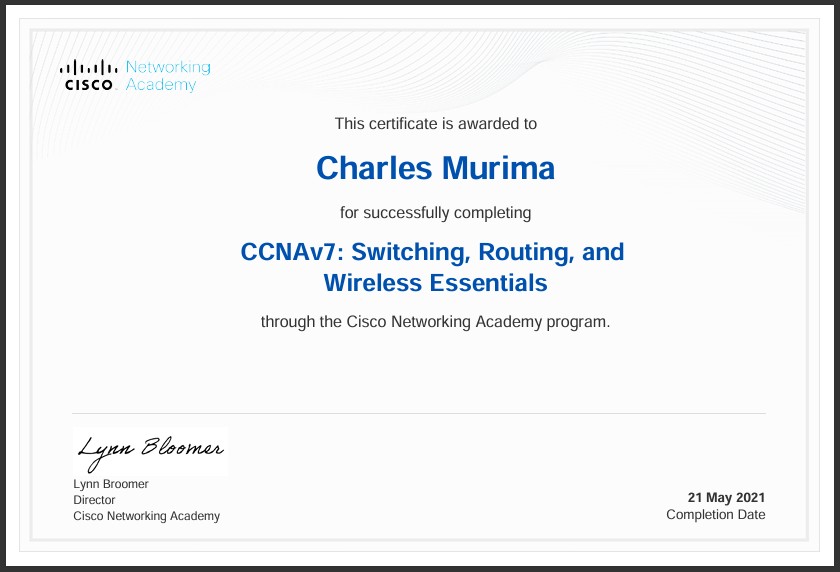 Networking
CISCO Academy
This certificate is awarded to
Charles Murima
for successfully completing
CCNAv7: Switching, Routing, and
Wireless Essentials
through the Cisco Networking Academy program.
Lynn Bloomer
Lynn Broomer
Director
Cisco Networking Academy
21 May 2021
Completion Date